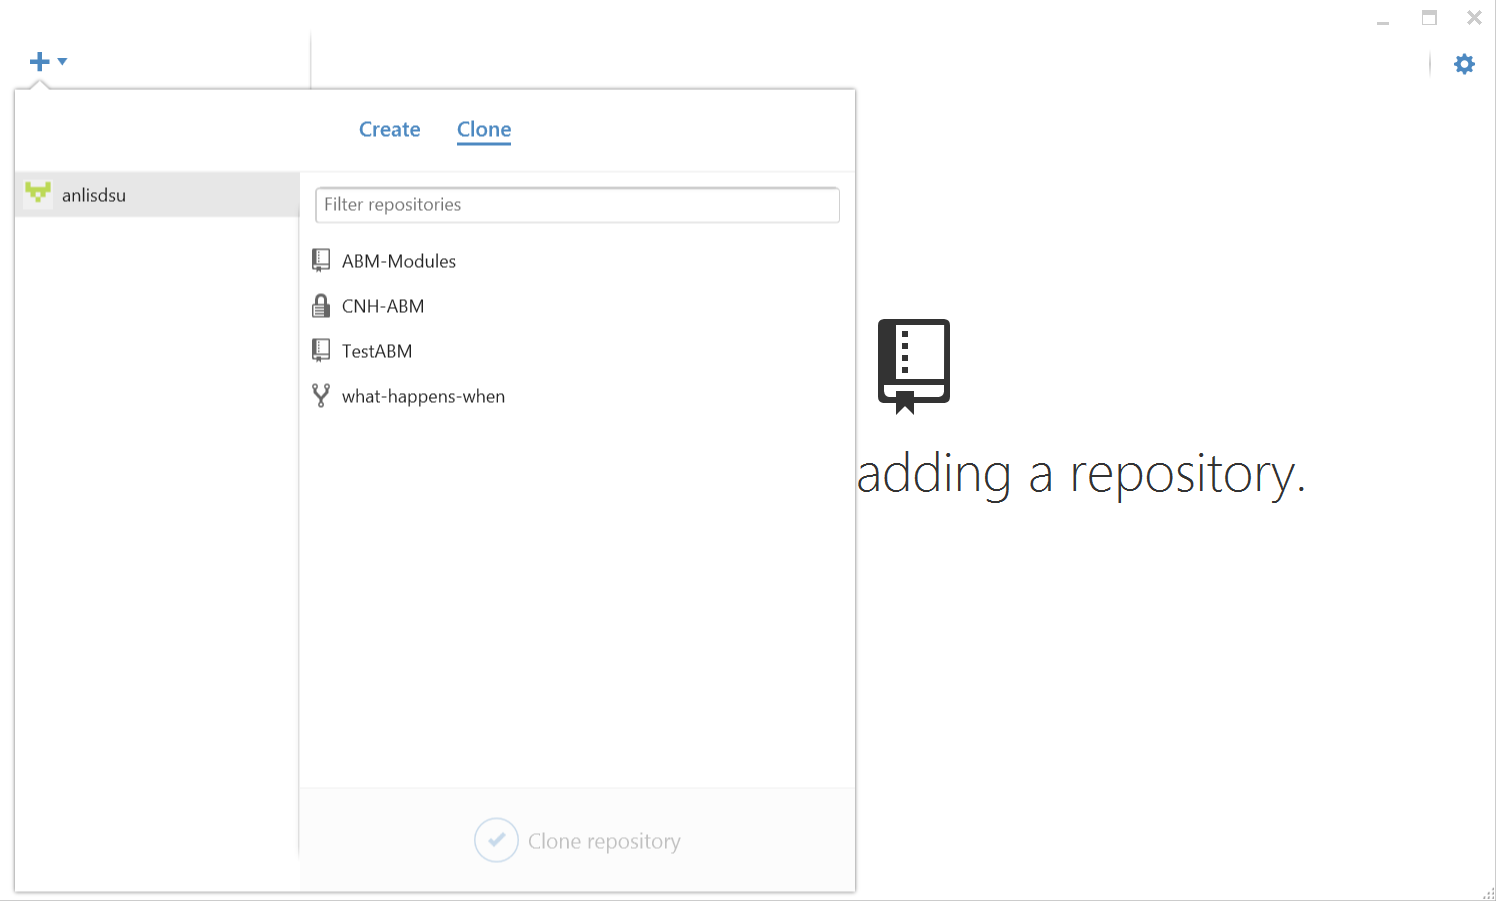 Create Clone
anlisdsu
Filter repositories
ABM-Modules
CNH-ABM
TestABM
what-happens-when
adding a repository.
Clone repository